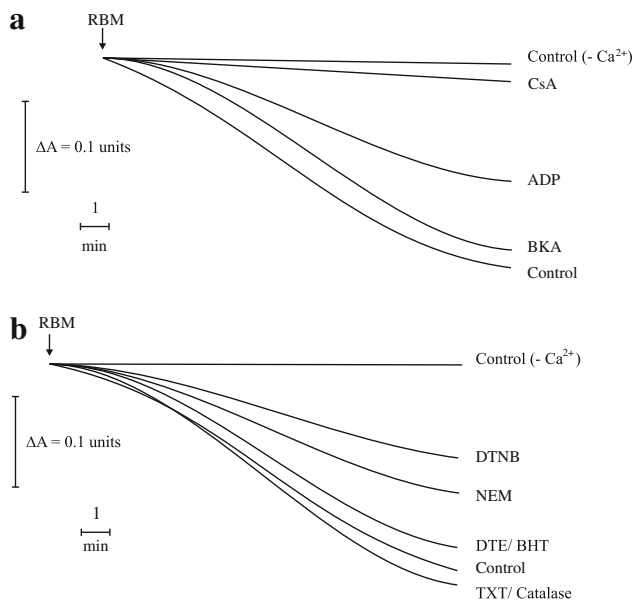 a
RBM
Control (- Ca²⁺)
CsA
ΔA = 0.1 units
ADP
1
min
BKA
Control
b
RBM
Control (- Ca²⁺)
ΔA = 0.1 units
DTNB
NEM
1
min
DTE/ BHT
Control
TXT/ Catalase